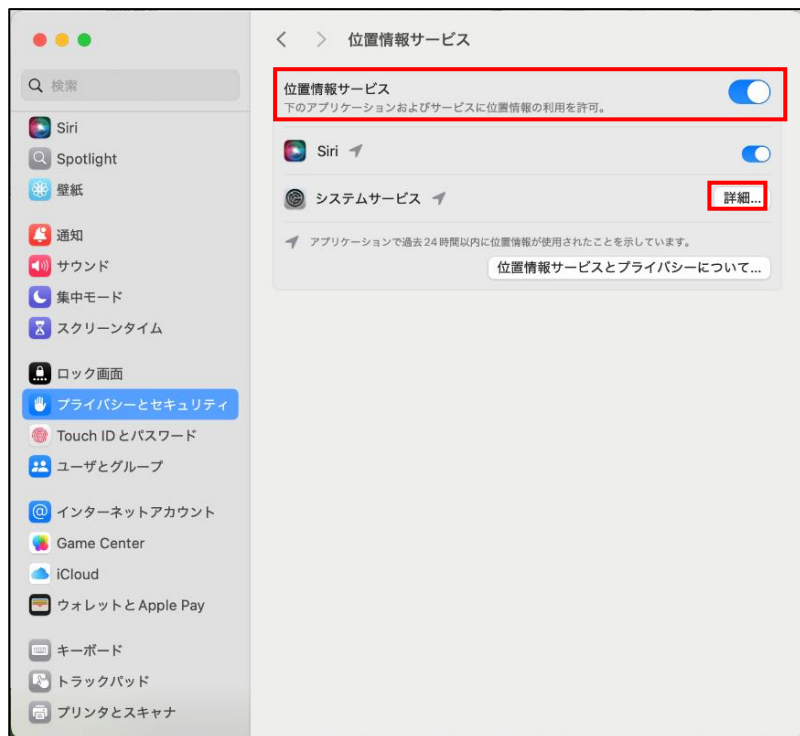 位置情報サービス
検索
位置情報サービス
下のアプリケーションおよびサービスに位置情報の利用を許可。
Siri
システムサービス
詳細...
アプリケーションで過去24時間以内に位置情報が使用されたことを示しています。
位置情報サービスとプライバシーについて...
Siri
Spotlight
壁紙
通知
サウンド
集中モード
スクリーンタイム
ロック画面
プライバシーとセキュリティ
Touch IDとパスワード
ユーザとグループ
インターネットアカウント
Game Center
iCloud
ウォレットとApple Pay
キーボード
トラックパッド
プリンタとスキャナ